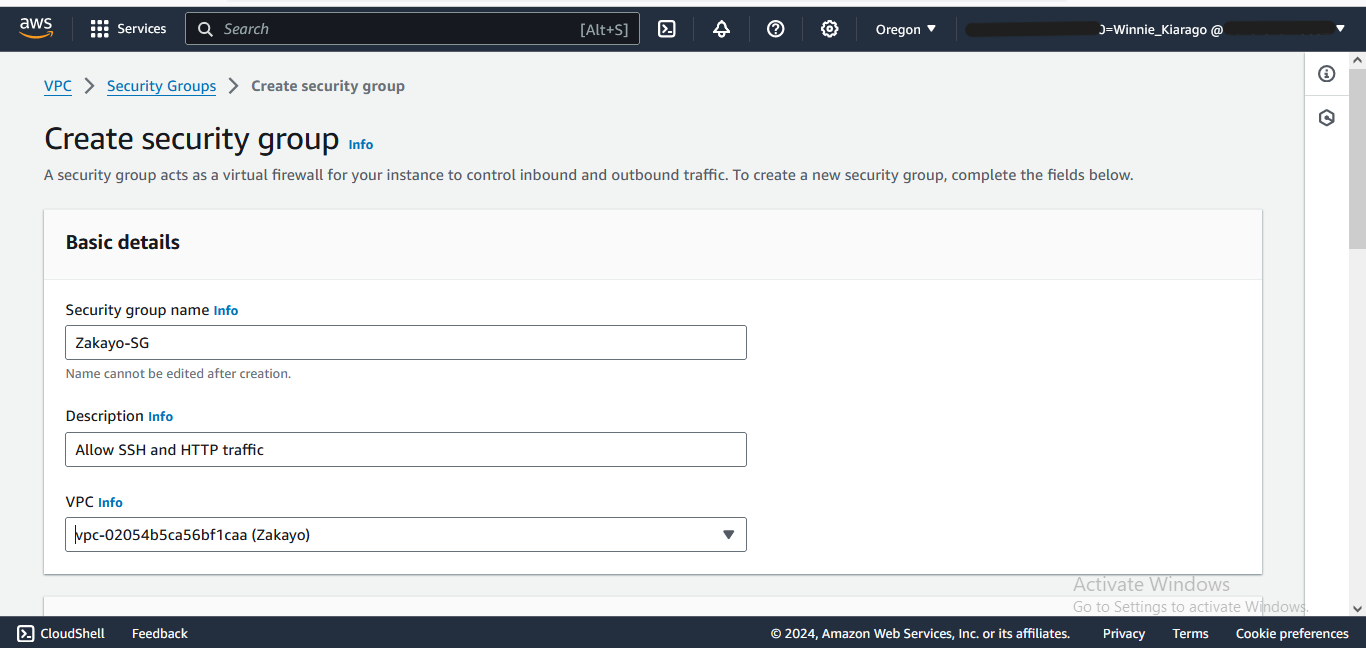 aws Services Search [Alt+S] Oregon 0=Winnie_Kiarago @
VPC Security Groups Create security group
Create security group Info
A security group acts as a virtual firewall for your instance to control inbound and outbound traffic. To create a new security group, complete the fields below.
Basic details
Security group name Info
Zakayo-SG
Name cannot be edited after creation.
Description Info
Allow SSH and HTTP traffic
VPC Info
vpc-02054b5ca56bf1caa (Zakayo)
Activate Windows
Go to Settings to activate Windows.
CloudShell Feedback © 2024, Amazon Web Services, Inc. or its affiliates. Privacy Terms Cookie preferences